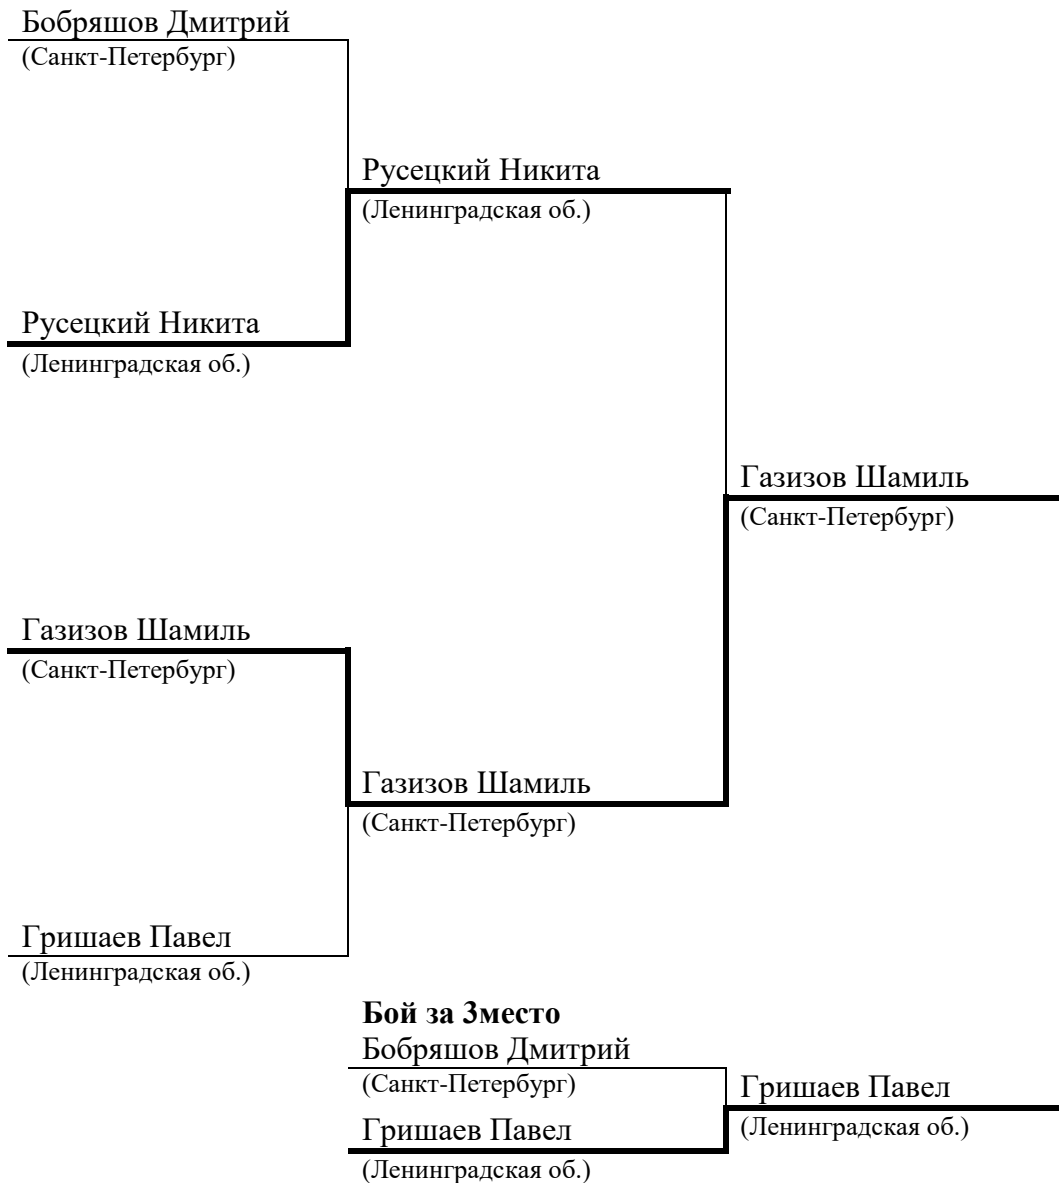 Бобряшов Дмитрий
(Санкт-Петербург)
Русецкий Никита
(Ленинградская об.)
Русецкий Никита
(Ленинградская об.)
Газизов Шамиль
(Санкт-Петербург)
Газизов Шамиль
(Санкт-Петербург)
Газизов Шамиль
(Санкт-Петербург)
Гришаев Павел
(Ленинградская об.)
Бой за 3место
Бобряшов Дмитрий
(Санкт-Петербург)
Гришаев Павел
(Ленинградская об.)
Гришаев Павел
(Ленинградская об.)